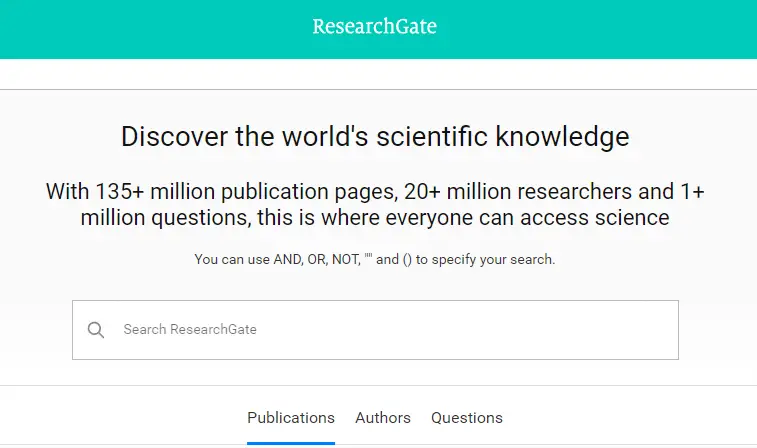 ResearchGate
Discover the world's scientific knowledge
With 135+ million publication pages, 20+ million researchers and 1+
million questions, this is where everyone can access science
You can use AND, OR, NOT, "" and () to specify your search.
Search ResearchGate
Publications Authors Questions